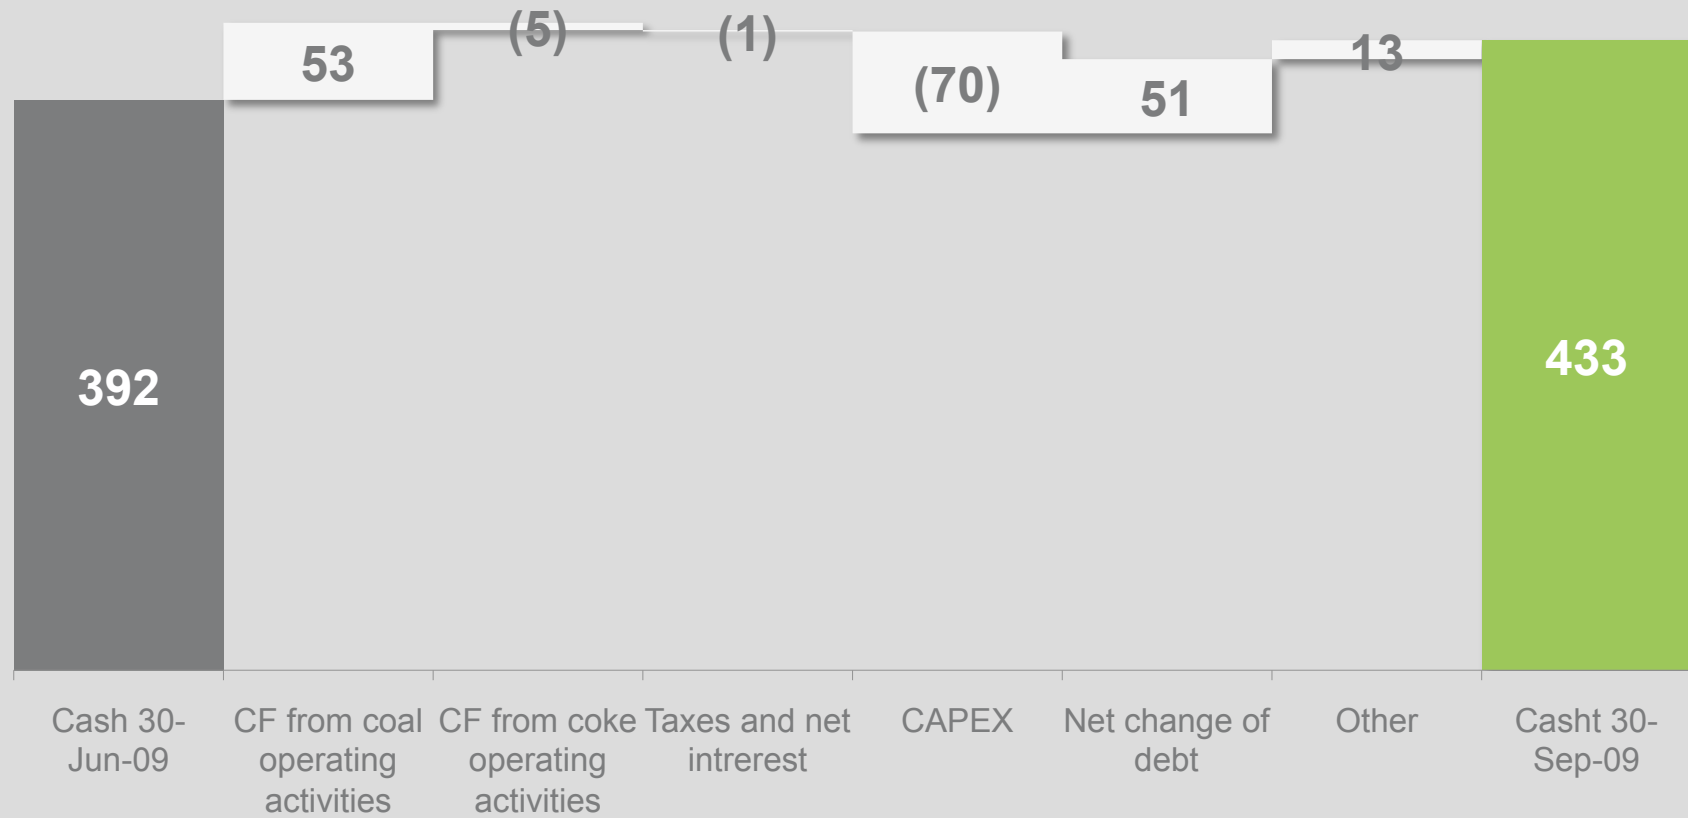 53
(5)
(1)
(70)
51
13
392
433
Cash 30-
Jun-09
CF from coal
operating
activities
CF from coke
operating
activities
Taxes and net
intrerest
CAPEX
Net change of
debt
Other
Casht 30-
Sep-09